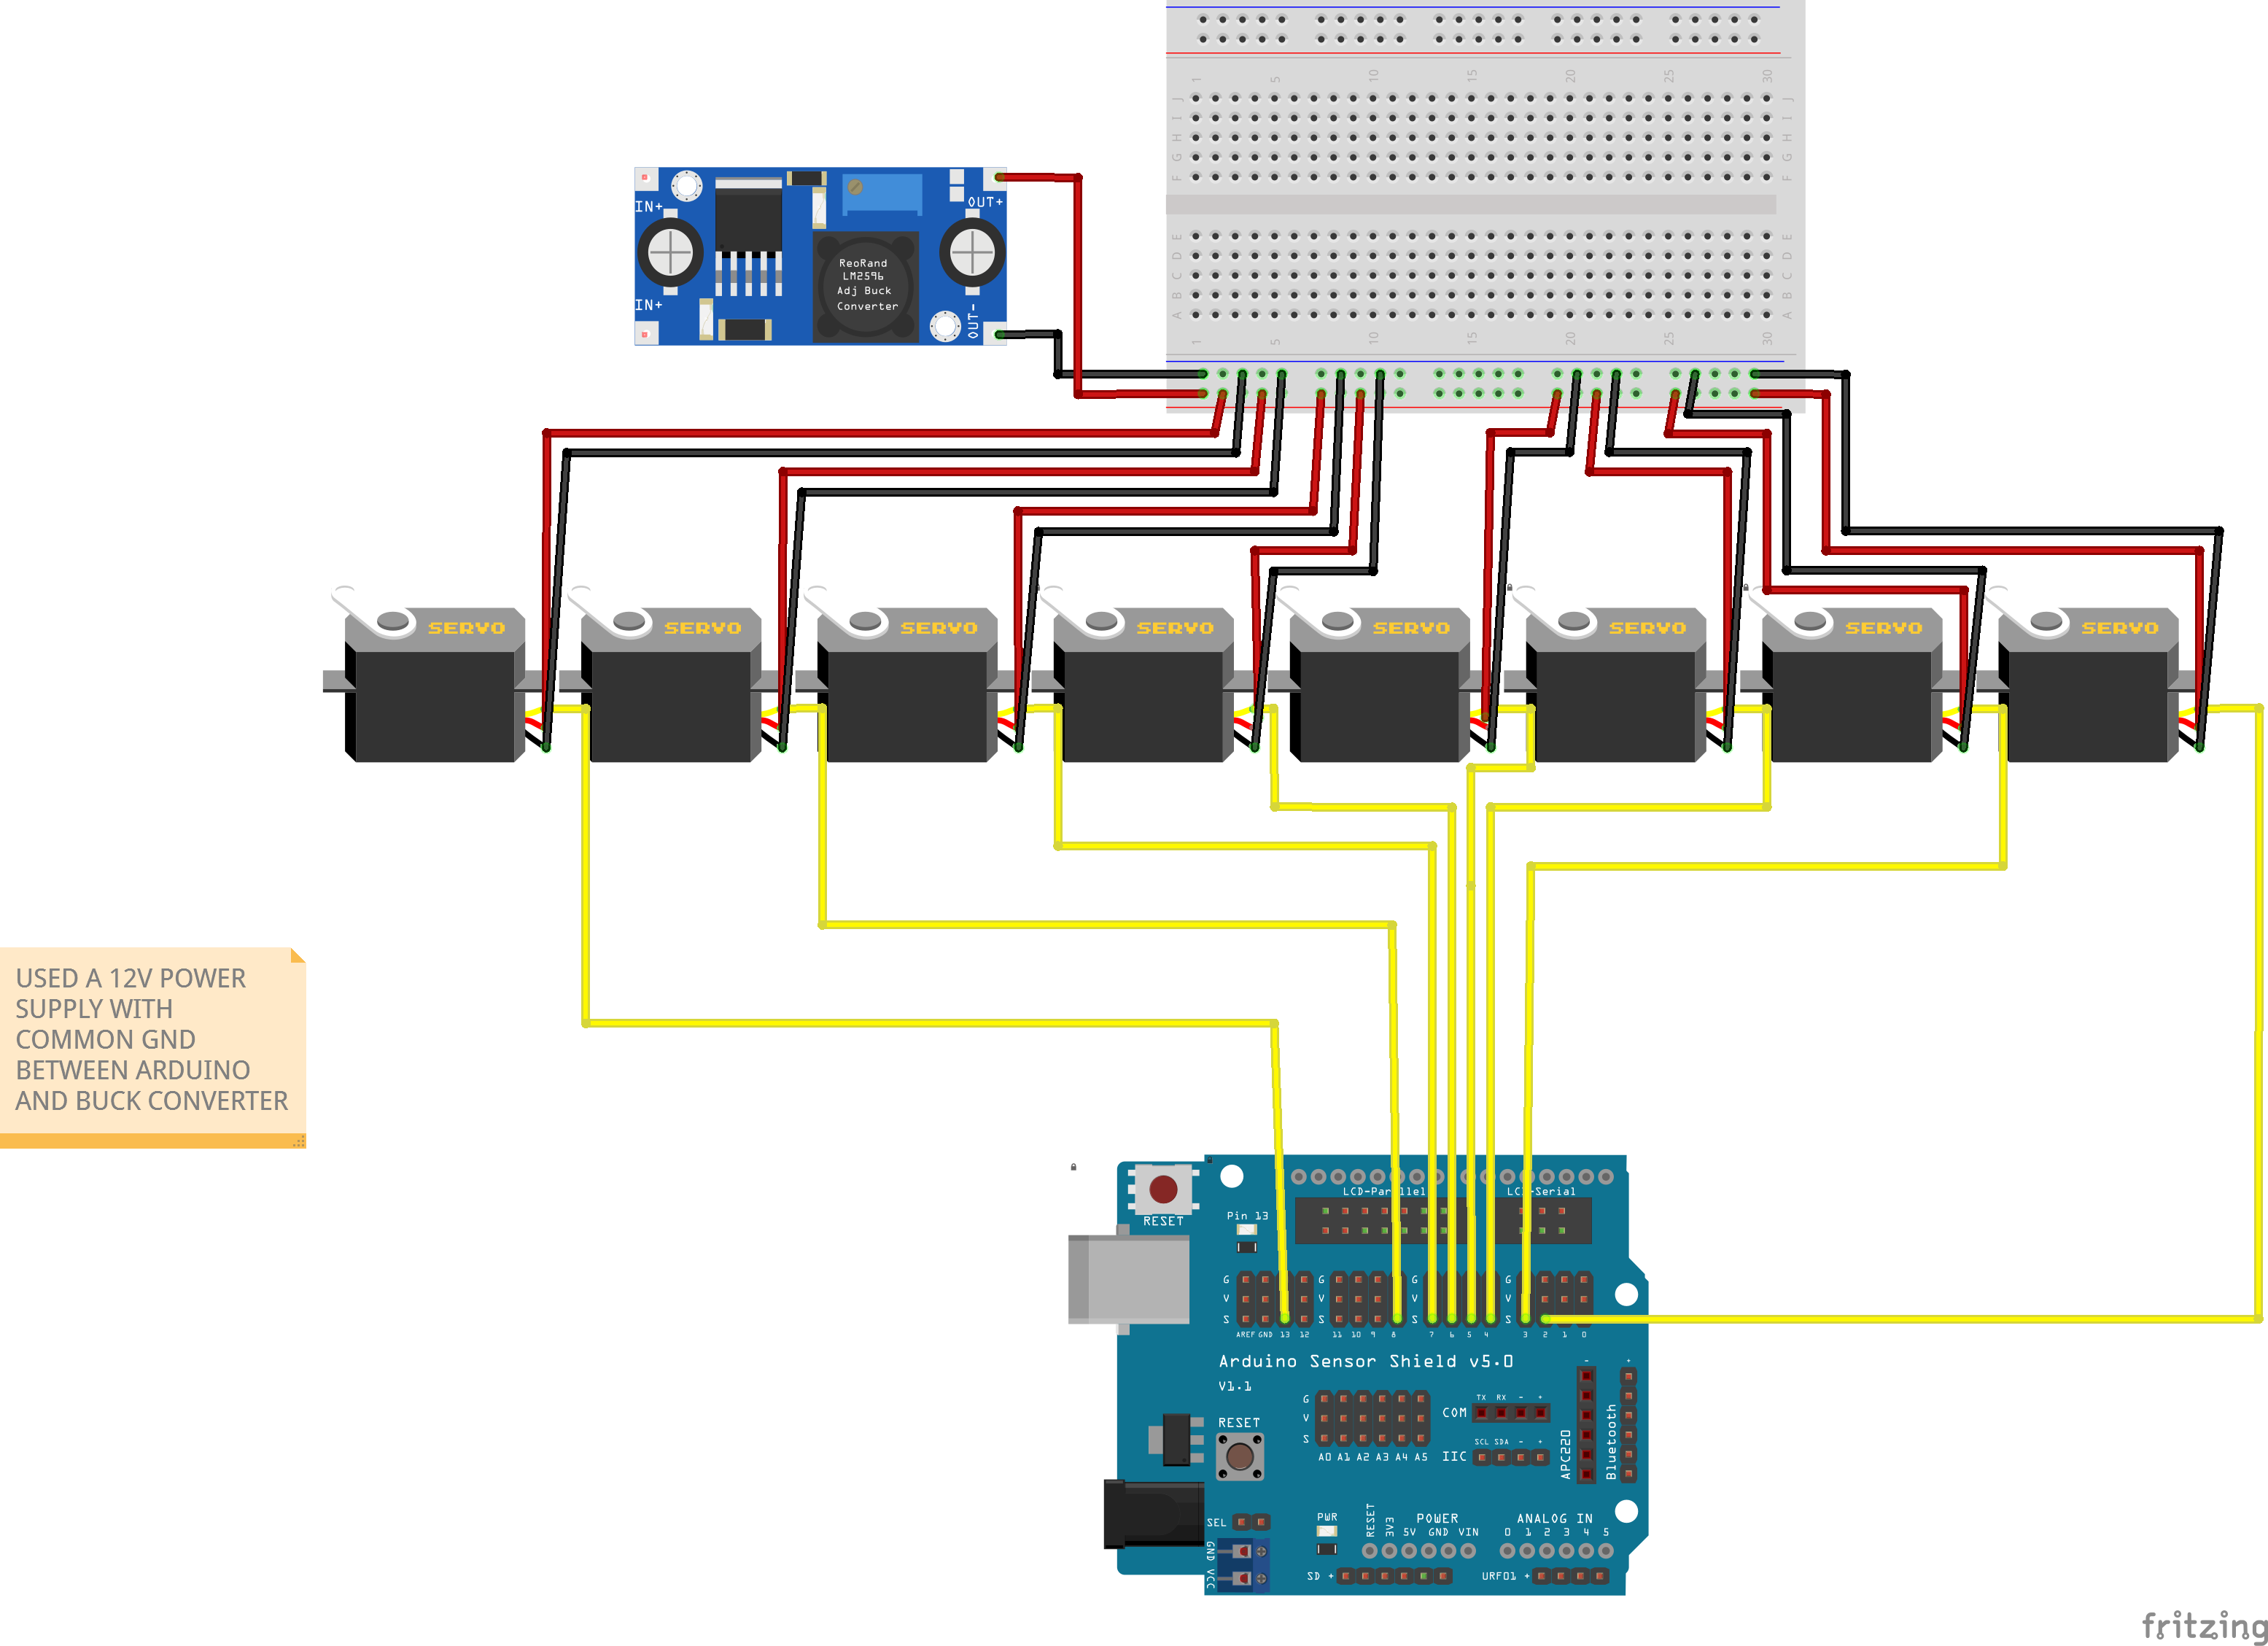 1 5 10 15 20 25 30
J
I
H
G
F
E
D
C
B
A
1 5 10 15 20 25 30
IN+
OUT+
ReoRand
LM2596
Adj Buck
Converter
IN+
OUT-
SERVO
SERVO
SERVO
SERVO
SERVO
SERVO
SERVO
SERVO
USED A 12V POWER
SUPPLY WITH
COMMON GND
BETWEEN ARDUINO
AND BUCK CONVERTER
LCD-Parallel
LCD-Serial
RESET
Pin 13
G G G G
V V V V
S S S S
AREF GND 13 12 11 10 9 8 7 6 5 4 3 2 1 0
Arduino Sensor Shield v5.0
V1.1
RESET
G
V
S
A0 A1 A2 A3 A4 A5
TX RX - +
COM
SCL SDA - +
IIC
- +
APC220
Bluetooth
SEL
GND VCC
PWR
RESET
3V3
POWER
5V GND VIN
ANALOG IN
0 1 2 3 4 5
SD +
URF01 +
fritzing